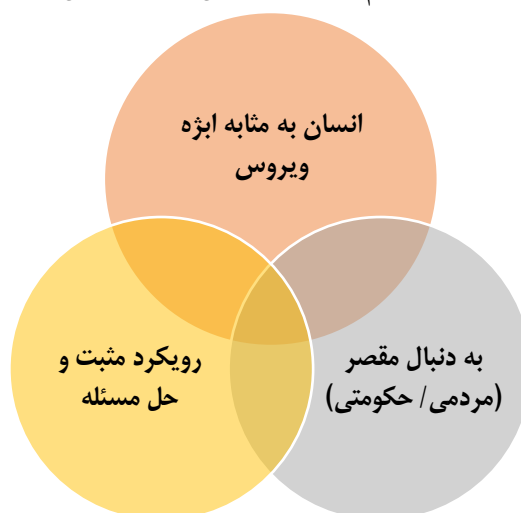 انسان به مثابه ابژه
ویروس
رویکرد مثبت و
حل مسئله
به دنبال مقصر
(مردمی/ حکومتی)